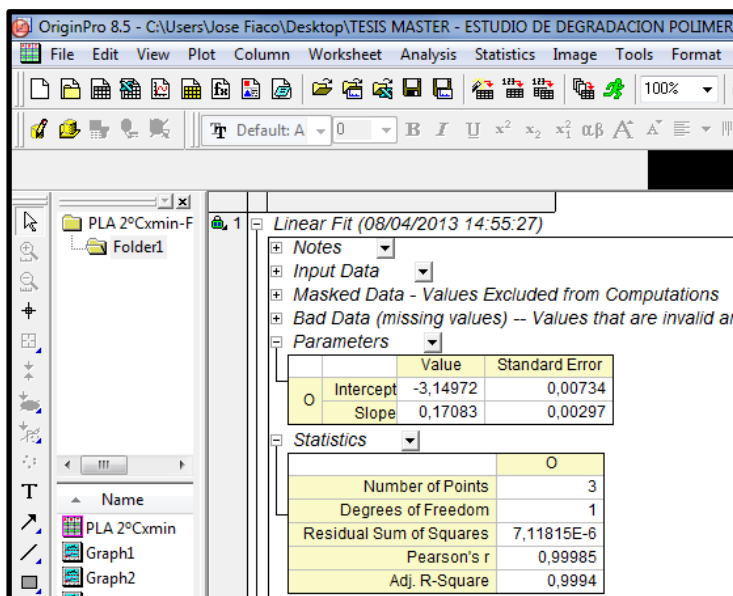 OriginPro 8.5 - C:\Users\Jose Fiaco\Desktop\TESIS MASTER - ESTUDIO DE DEGRADACION POLIMER
File Edit View Plot Column Worksheet Analysis Statistics Image Tools Format
100%
Default: A 0 B I U x² x₂ αβ A A
PLA 2ºCxmin-F
Folder1
Name
PLA 2ºCxmin
Graph1
Graph2
1 Linear Fit (08/04/2013 14:55:27)
Notes
Input Data
Masked Data - Values Excluded from Computations
Bad Data (missing values) -- Values that are invalid
Parameters
Value Standard Error
O Intercept -3,14972 0,00734
Slope 0,17083 0,00297
Statistics
O
Number of Points 3
Degrees of Freedom 1
Residual Sum of Squares 7,11815E-6
Pearson's r 0,99985
Adj. R-Square 0,9994